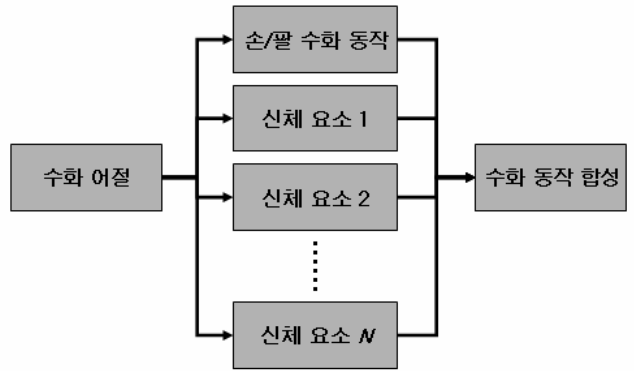 손/팔 수화 동작
신체 요소 1
수화 어절
신체 요소 2
수화 동작 합성
신체 요소 N